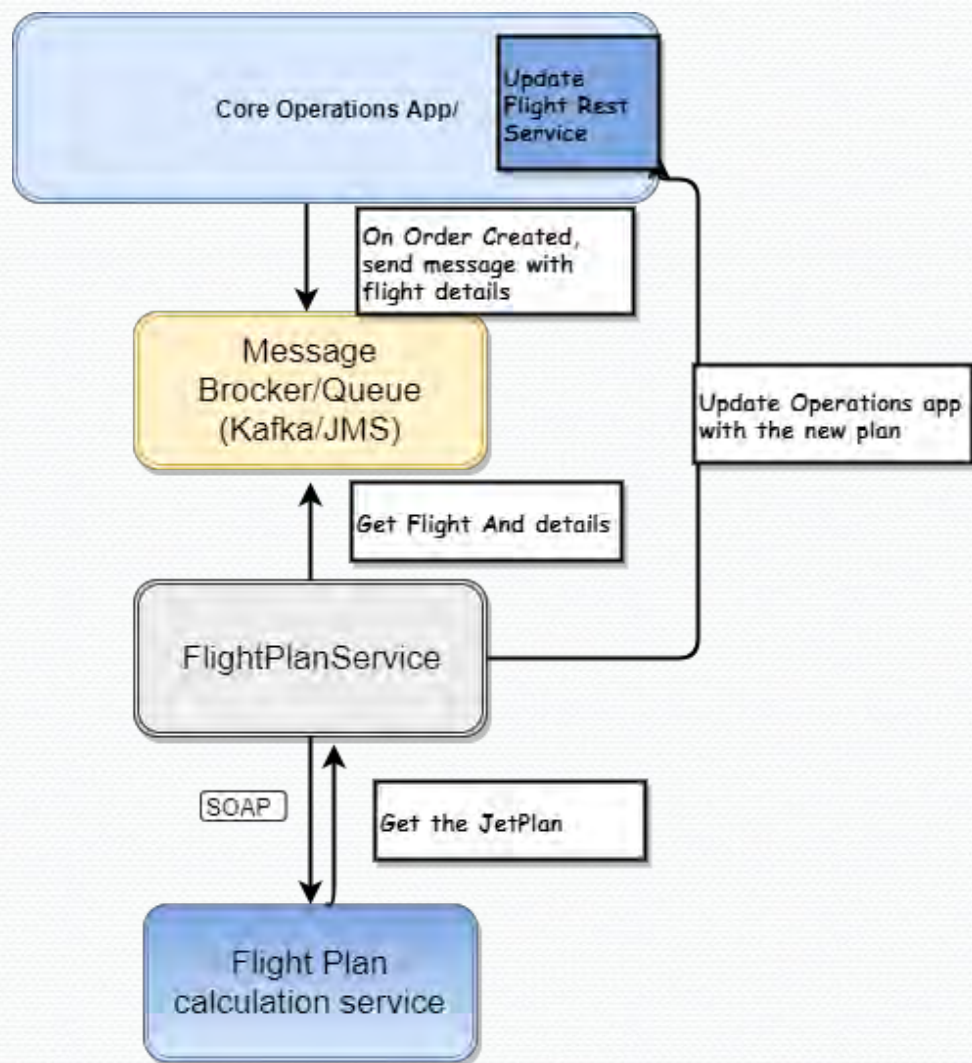 Core Operations App/
Update
Flight Rest
Service
On Order Created,
send message with
flight details
Message
Brocker/Queue
(Kafka/JMS)
Update Operations app
with the new plan
Get Flight And details
FlightPlanService
SOAP
Get the JetPlan
Flight Plan
calculation service